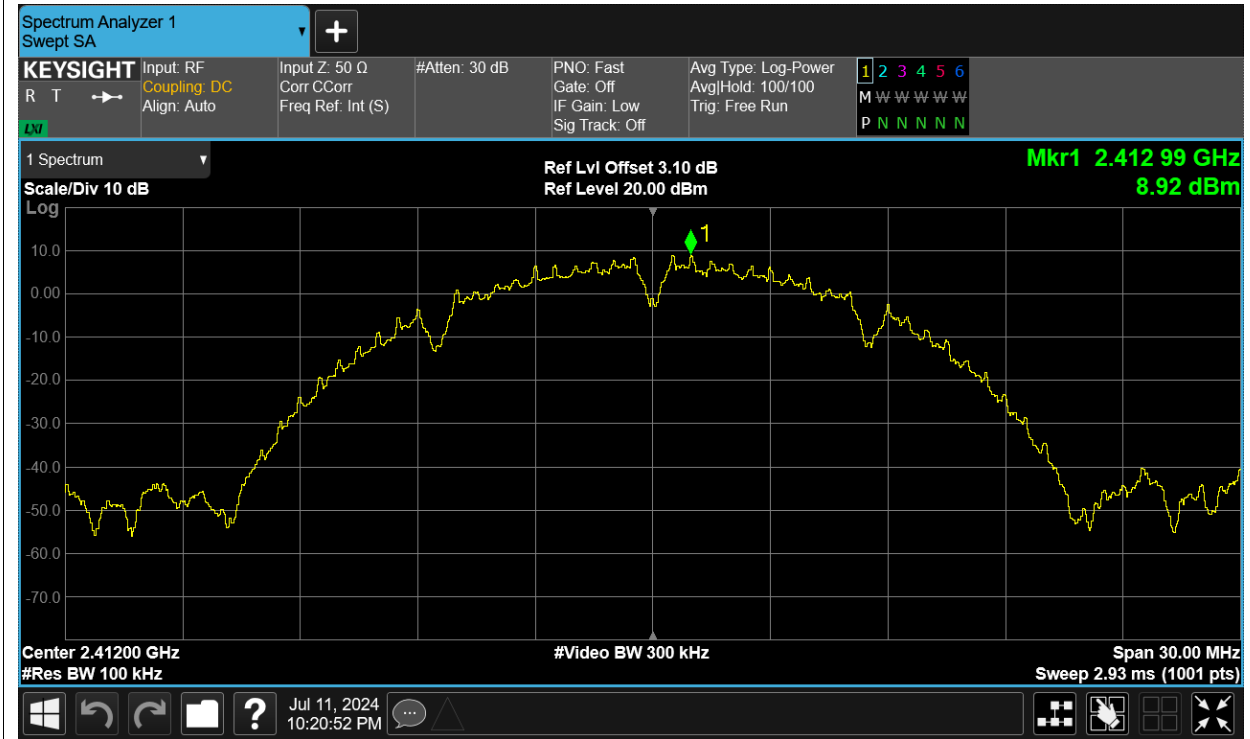 Spectrum Analyzer 1
Swept SA
+
KEYSIGHT
R T
LXI
Input: RF
Coupling: DC
Align: Auto
Input Z: 50 Ω
Corr CCorr
Freq Ref: Int (S)
#Atten: 30 dB
PNO: Fast
Gate: Off
IF Gain: Low
Sig Track: Off
Avg Type: Log-Power
Avg|Hold: 100/100
Trig: Free Run
1 2 3 4 5 6
M W W W W W W
P N N N N N N
1 Spectrum
Scale/Div 10 dB
Log
Ref Lvl Offset 3.10 dB
Ref Level 20.00 dBm
Mkr1 2.412 99 GHz
8.92 dBm
1
10.0
0.00
-10.0
-20.0
-30.0
-40.0
-50.0
-60.0
-70.0
Center 2.41200 GHz
#Video BW 300 kHz
Span 30.00 MHz
#Res BW 100 kHz
Sweep 2.93 ms (1001 pts)
?
Jul 11, 2024
10:20:52 PM